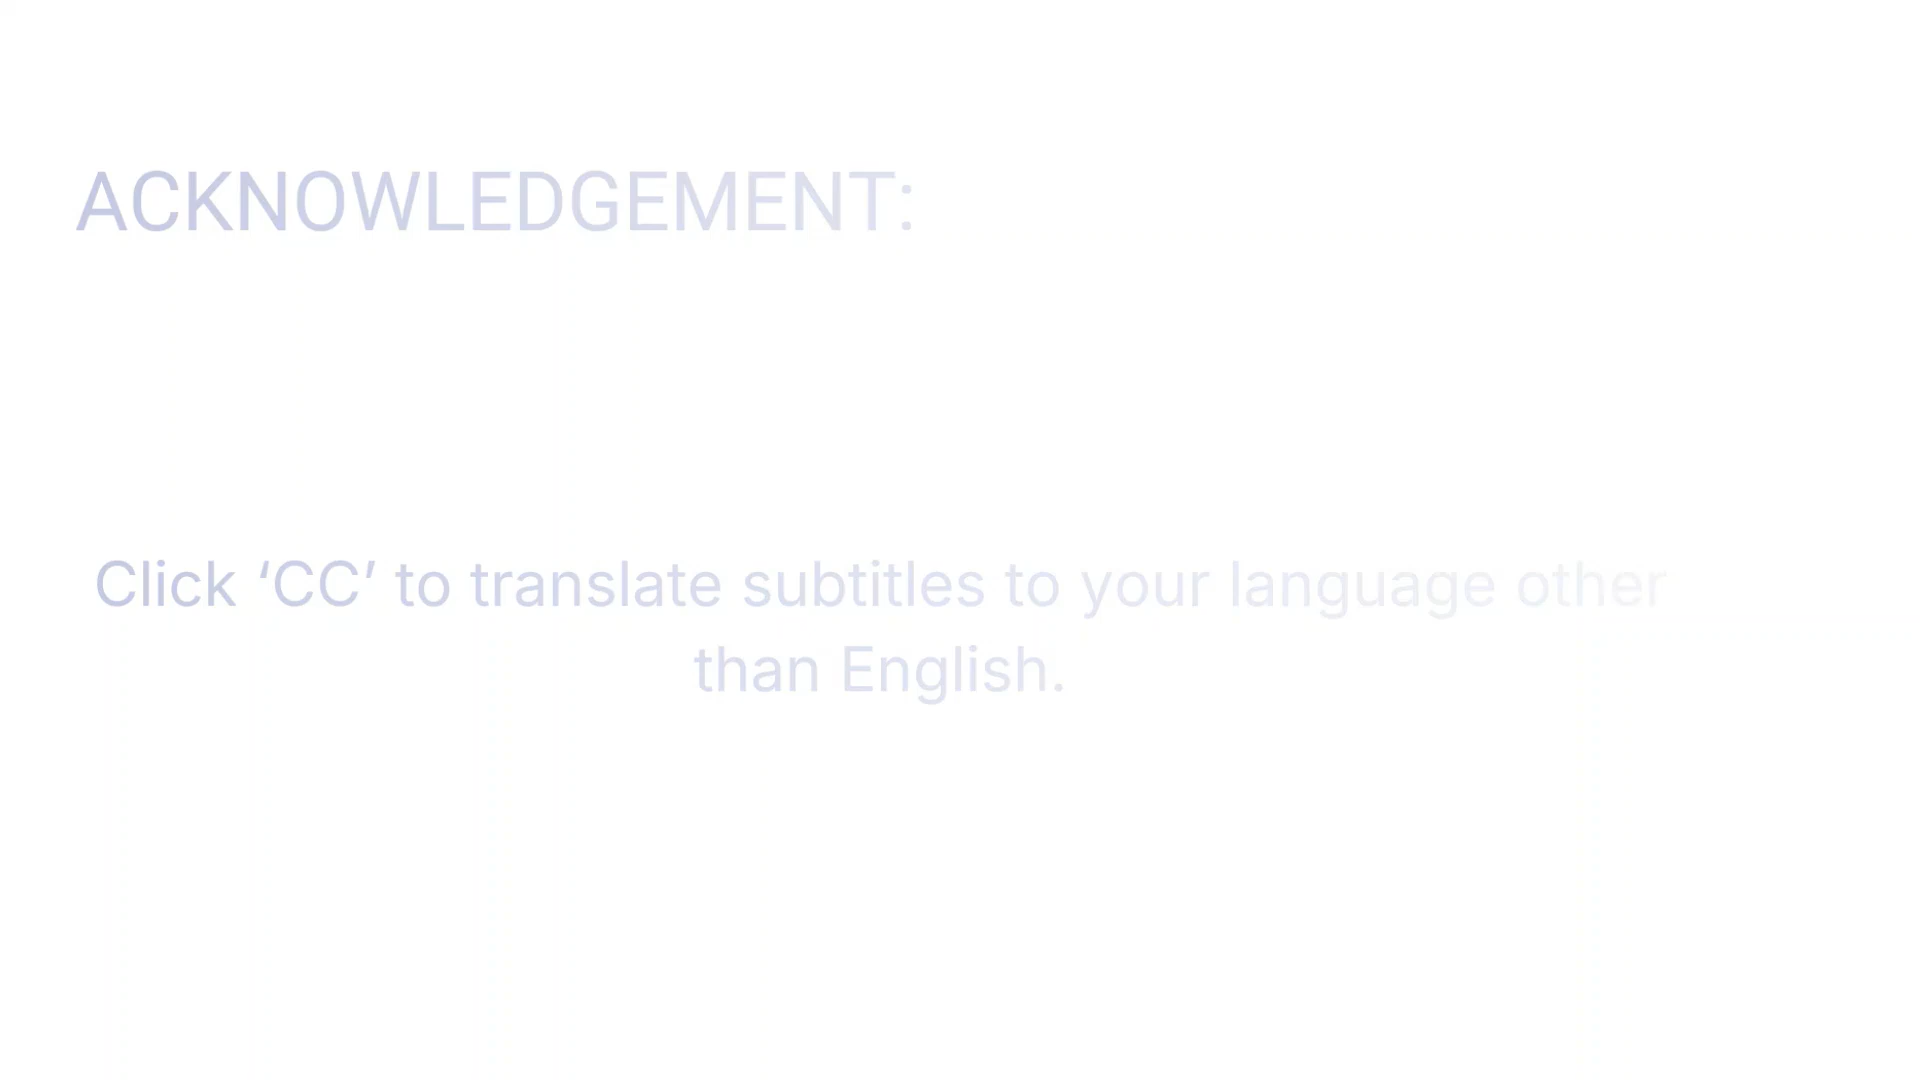 ACKNOWLEDGEMENT:
Click ‘CC’ to translate subtitles to your language other
than English.